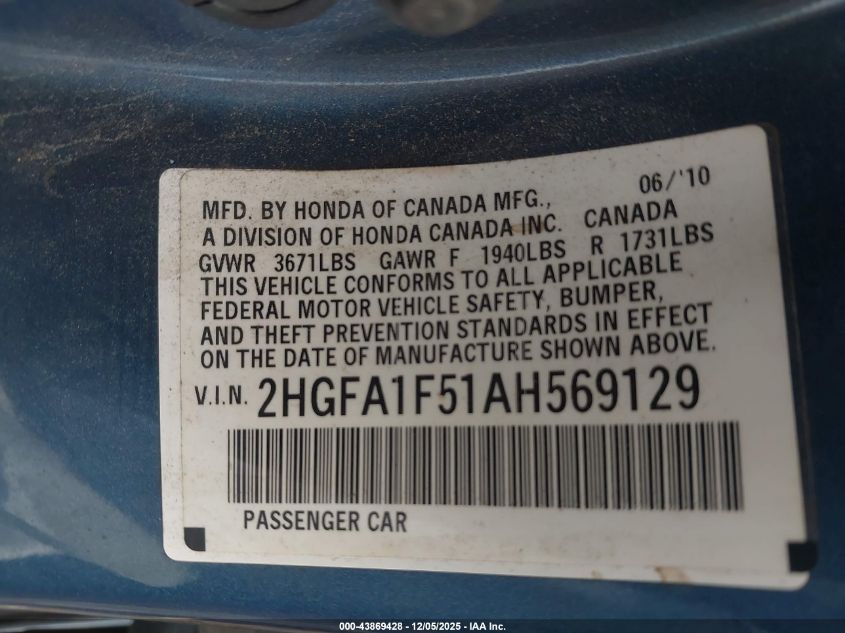 06/'10
MFD. BY HONDA OF CANADA MFG.,
A DIVISION OF HONDA CANADA INC. CANADA
GVWR 3671LBS GAWR F 1940LBS R 1731LBS
THIS VEHICLE CONFORMS TO ALL APPLICABLE
FEDERAL MOTOR VEHICLE SAFETY, BUMPER,
AND THEFT PREVENTION STANDARDS IN EFFECT
ON THE DATE OF MANUFACTURE SHOWN ABOVE.
V.I.N. 2HGFA1F51AH569129
PASSENGER CAR
000-43869428 - 12/05/2025 - IAA Inc.